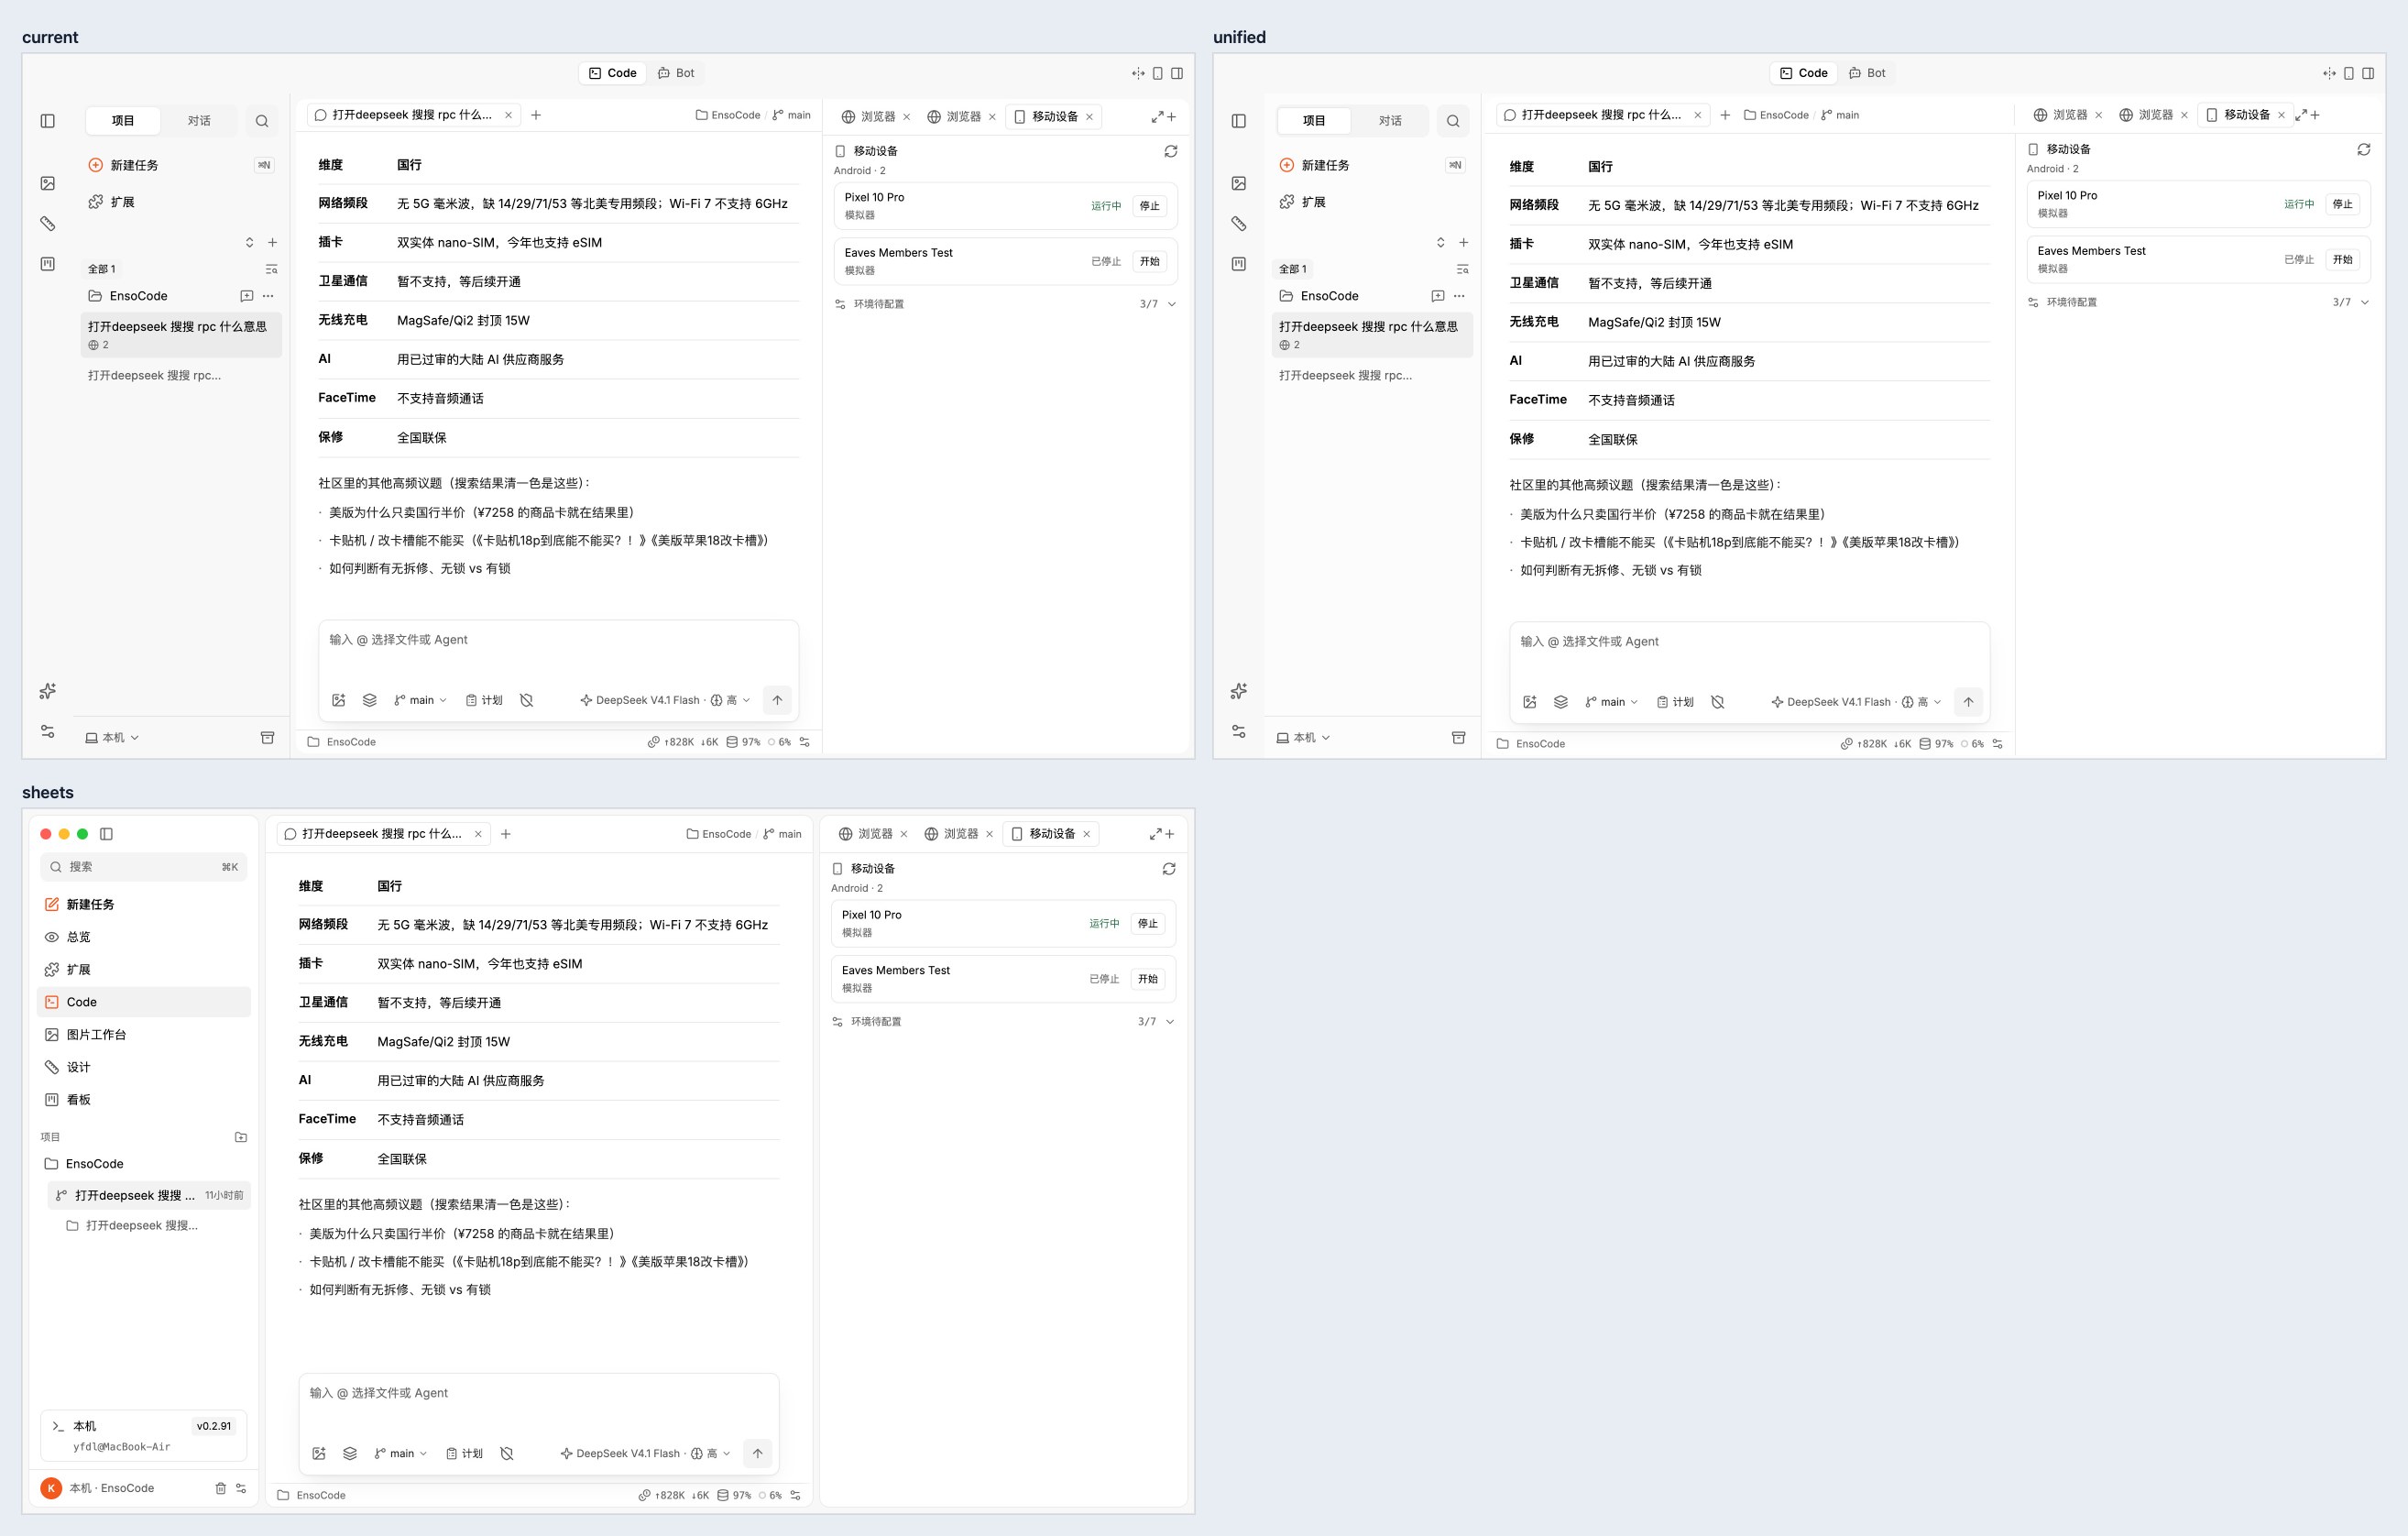 current
Code Bot
项目 对话
新建任务 ⌘N
扩展
全部 1
EnsoCode
打开deepseek 搜搜 rpc 什么意思
2
打开deepseek 搜搜 rpc...
本机
打开deepseek 搜搜 rpc 什么... × + EnsoCode / main
维度 国行
网络频段 无 5G 毫米波，缺 14/29/71/53 等北美专用频段；Wi-Fi 7 不支持 6GHz
插卡 双实体 nano-SIM，今年也支持 eSIM
卫星通信 暂不支持，等后续开通
无线充电 MagSafe/Qi2 封顶 15W
AI 用已过审的大陆 AI 供应商服务
FaceTime 不支持音频通话
保修 全国联保
社区里的其他高频议题（搜索结果清一色是这些）：
· 美版为什么只卖国行半价（¥7258 的商品卡就在结果里）
· 卡贴机 / 改卡槽能不能买（《卡贴机18p到底能不能买？！》《美版苹果18改卡槽》）
· 如何判断有无拆修、无锁 vs 有锁
输入 @ 选择文件或 Agent
main 计划 DeepSeek V4.1 Flash · 高
EnsoCode ↑828K ↓6K 97% 6%
浏览器 × 浏览器 × 移动设备 ×
移动设备
Android · 2
Pixel 10 Pro
模拟器
运行中 停止
Eaves Members Test
模拟器
已停止 开始
环境待配置 3/7
unified
Code Bot
项目 对话
新建任务 ⌘N
扩展
全部 1
EnsoCode
打开deepseek 搜搜 rpc 什么意思
2
打开deepseek 搜搜 rpc...
本机
打开deepseek 搜搜 rpc 什么... × + EnsoCode / main
维度 国行
网络频段 无 5G 毫米波，缺 14/29/71/53 等北美专用频段；Wi-Fi 7 不支持 6GHz
插卡 双实体 nano-SIM，今年也支持 eSIM
卫星通信 暂不支持，等后续开通
无线充电 MagSafe/Qi2 封顶 15W
AI 用已过审的大陆 AI 供应商服务
FaceTime 不支持音频通话
保修 全国联保
社区里的其他高频议题（搜索结果清一色是这些）：
· 美版为什么只卖国行半价（¥7258 的商品卡就在结果里）
· 卡贴机 / 改卡槽能不能买（《卡贴机18p到底能不能买？！》《美版苹果18改卡槽》）
· 如何判断有无拆修、无锁 vs 有锁
输入 @ 选择文件或 Agent
main 计划 DeepSeek V4.1 Flash · 高
EnsoCode ↑828K ↓6K 97% 6%
浏览器 × 浏览器 × 移动设备 ×
移动设备
Android · 2
Pixel 10 Pro
模拟器
运行中 停止
Eaves Members Test
模拟器
已停止 开始
环境待配置 3/7
sheets
搜索 ⌘K
新建任务
总览
扩展
Code
图片工作台
设计
看板
项目
EnsoCode
打开deepseek 搜搜 ... 11小时前
打开deepseek 搜搜...
本机 v0.2.91
yfdl@MacBook-Air
K 本机 · EnsoCode
打开deepseek 搜搜 rpc 什么... × + EnsoCode / main
维度 国行
网络频段 无 5G 毫米波，缺 14/29/71/53 等北美专用频段；Wi-Fi 7 不支持 6GHz
插卡 双实体 nano-SIM，今年也支持 eSIM
卫星通信 暂不支持，等后续开通
无线充电 MagSafe/Qi2 封顶 15W
AI 用已过审的大陆 AI 供应商服务
FaceTime 不支持音频通话
保修 全国联保
社区里的其他高频议题（搜索结果清一色是这些）：
· 美版为什么只卖国行半价（¥7258 的商品卡就在结果里）
· 卡贴机 / 改卡槽能不能买（《卡贴机18p到底能不能买？！》《美版苹果18改卡槽》）
· 如何判断有无拆修、无锁 vs 有锁
输入 @ 选择文件或 Agent
main 计划 DeepSeek V4.1 Flash · 高
EnsoCode ↑828K ↓6K 97% 6%
浏览器 × 浏览器 × 移动设备 ×
移动设备
Android · 2
Pixel 10 Pro
模拟器
运行中 停止
Eaves Members Test
模拟器
已停止 开始
环境待配置 3/7